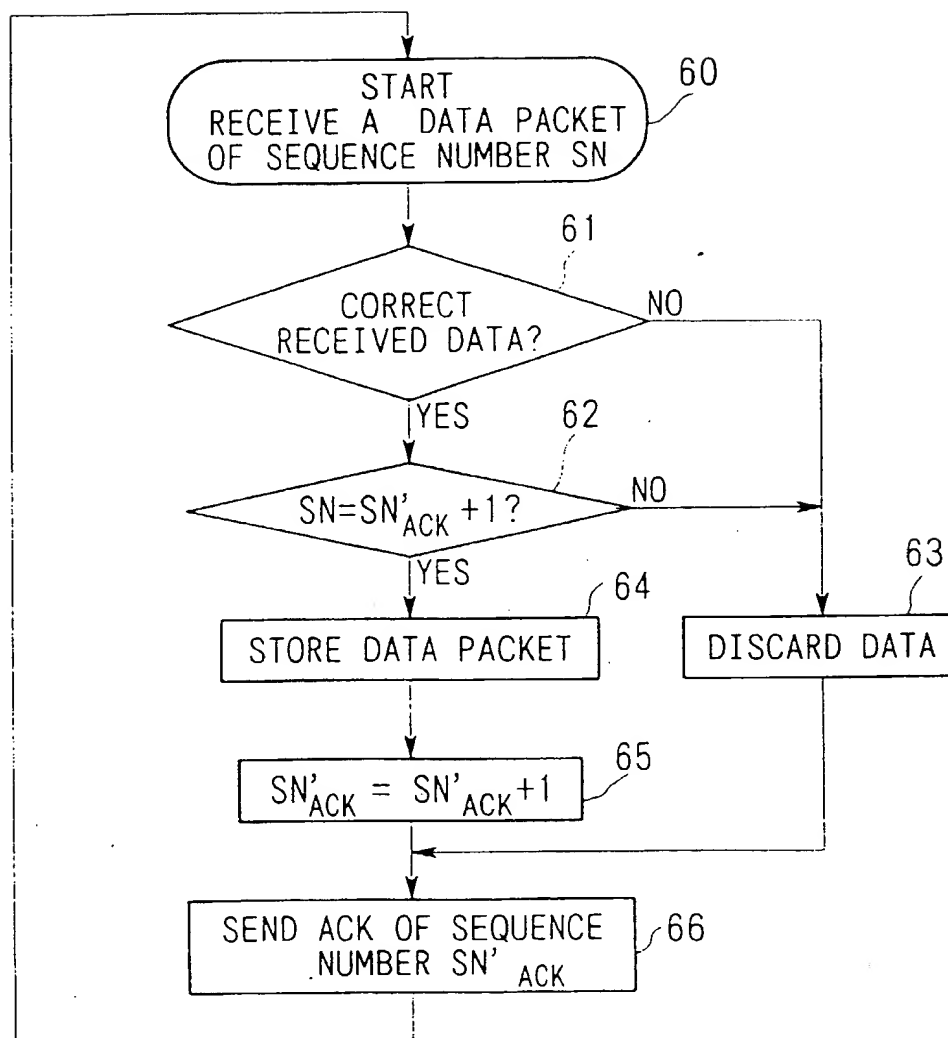 START
RECEIVE A DATA PACKET
OF SEQUENCE NUMBER SN
60
61
CORRECT
RECEIVED DATA?
NO
YES
62
SN=SN'ACK +1?
NO
YES
64
63
STORE DATA PACKET
DISCARD DATA
65
SN'ACK = SN'ACK+1
SEND ACK OF SEQUENCE
NUMBER SN' ACK
66